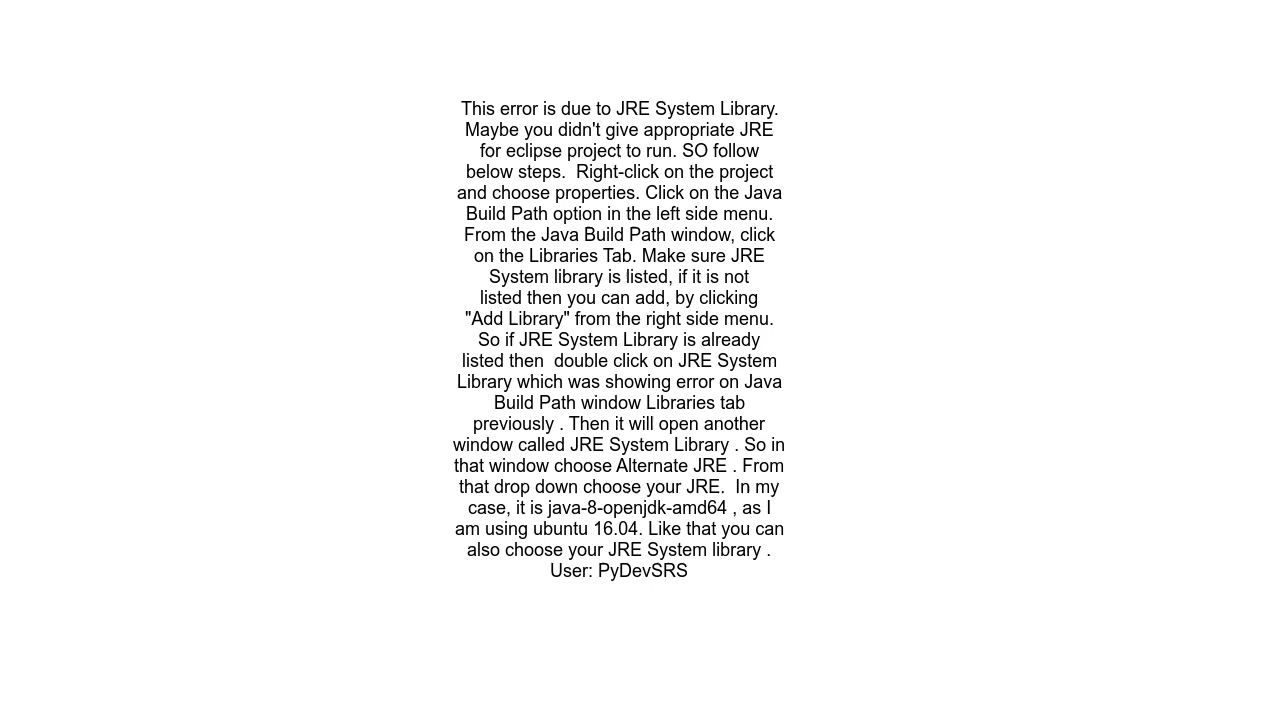 This error is due to JRE System Library.
Maybe you didn't give appropriate JRE
for eclipse project to run. SO follow
below steps.  Right-click on the project
and choose properties. Click on the Java
Build Path option in the left side menu.
From the Java Build Path window, click
on the Libraries Tab. Make sure JRE
System library is listed, if it is not
listed then you can add, by clicking
"Add Library" from the right side menu.
So if JRE System Library is already
listed then  double click on JRE System
Library which was showing error on Java
Build Path window Libraries tab
previously . Then it will open another
window called JRE System Library . So in
that window choose Alternate JRE . From
that drop down choose your JRE.  In my
case, it is java-8-openjdk-amd64 , as I
am using ubuntu 16.04. Like that you can
also choose your JRE System library .
User: PyDevSRS